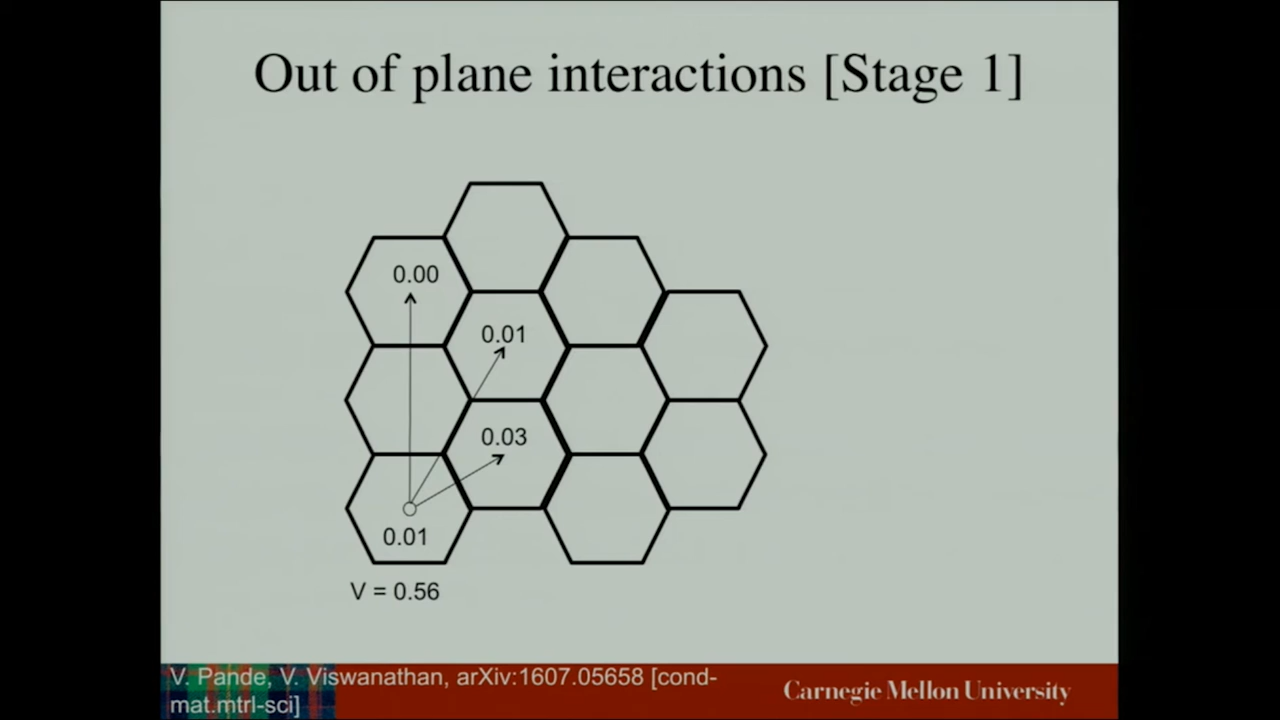 Out of plane interactions [Stage 1]
0.00
0.01
0.03
0.01
V = 0.56
V. Pande, V. Viswanathan, arXiv:1607.05658 [cond-
mat.mtrl-sci]
Carnegie Mellon University